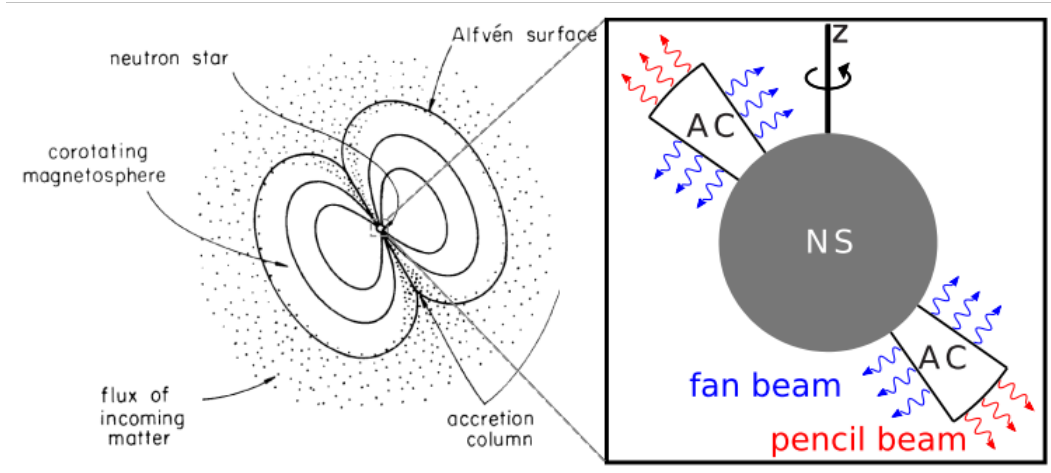 Alfvén surface
neutron star
corotating
magnetosphere
flux of
incoming
matter
accretion
column
z
AC
NS
AC
fan beam
pencil beam